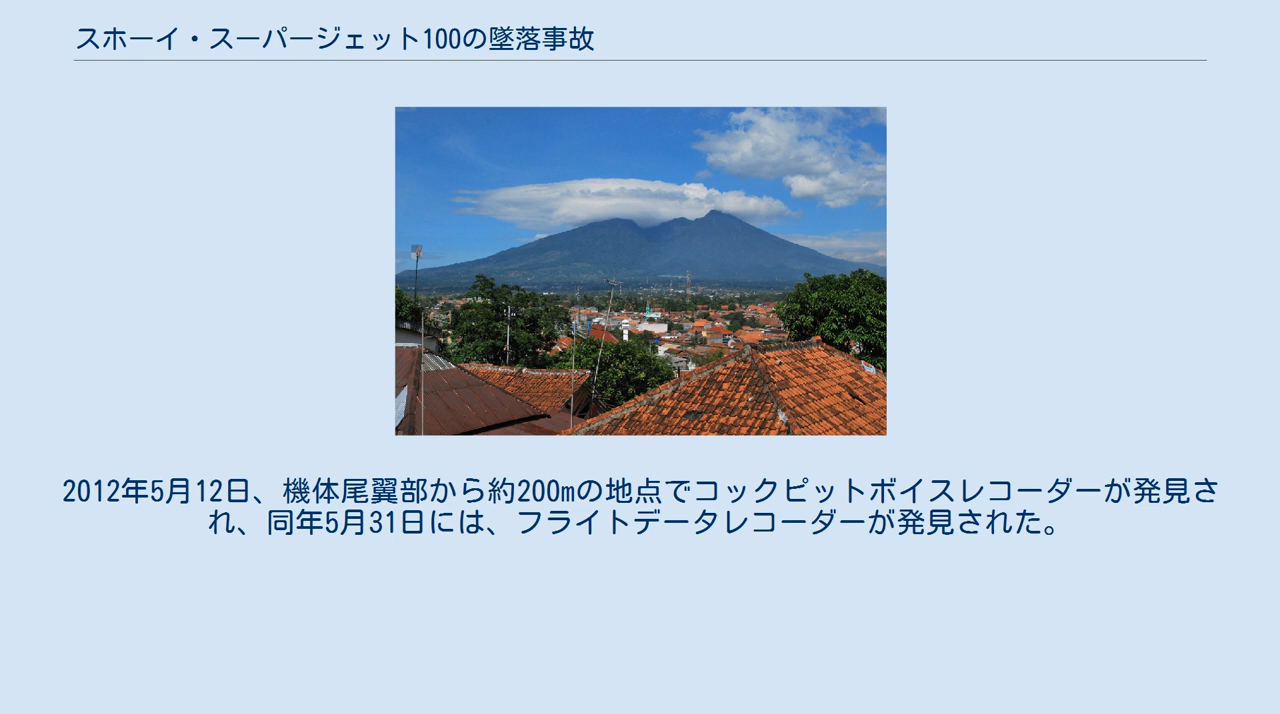 スホーイ・スーパージェット100の墜落事故
2012年5月12日、機体尾翼部から約200mの地点でコックピットボイスレコーダーが発見さ
れ、同年5月31日には、フライトデータレコーダーが発見された。